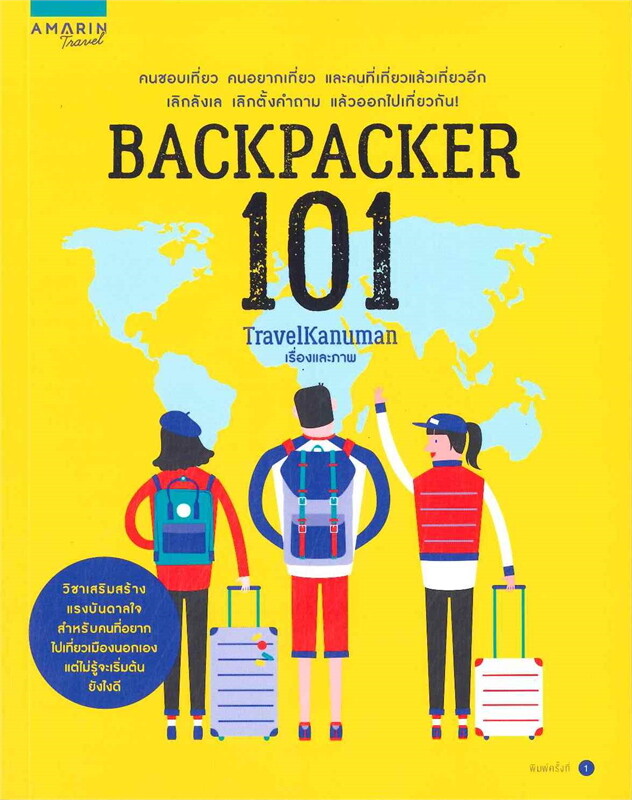 AMARIN
Travel
คนชอบเที่ยว คนอยากเที่ยว และคนที่เที่ยวแล้วเที่ยวอีก
เลิกลังเล เลิกตั้งคำถาม แล้วออกไปเที่ยวกัน!
BACKPACKER
101
TravelKanuman
เรื่องและภาพ
วิชาเสริมสร้าง
แรงบันดาลใจ
สำหรับคนที่อยาก
ไปเที่ยวเมืองนอกเอง
แต่ไม่รู้จะเริ่มต้น
ยังไงดี
พิมพ์ครั้งที่ 1